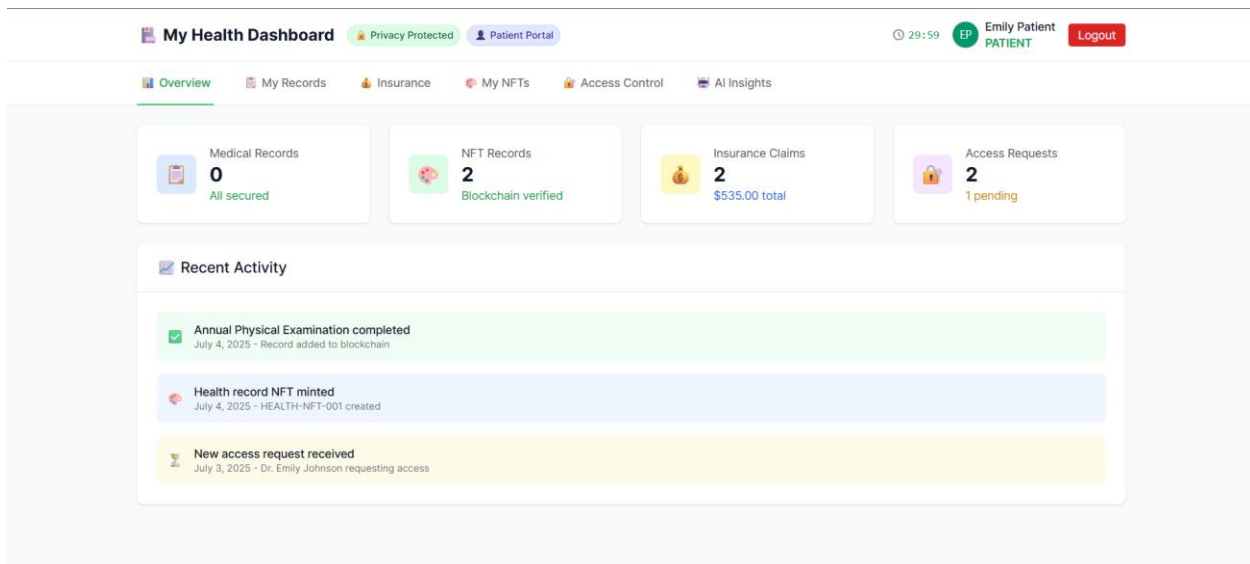 My Health Dashboard
Privacy Protected
Patient Portal
29:59
EP
Emily Patient
PATIENT
Logout
Overview
My Records
Insurance
My NFTs
Access Control
AI Insights
Medical Records
0
All secured
NFT Records
2
Blockchain verified
Insurance Claims
2
$535.00 total
Access Requests
2
1 pending
Recent Activity
Annual Physical Examination completed
July 4, 2025 - Record added to blockchain
Health record NFT minted
July 4, 2025 - HEALTH-NFT-001 created
New access request received
July 3, 2025 - Dr. Emily Johnson requesting access